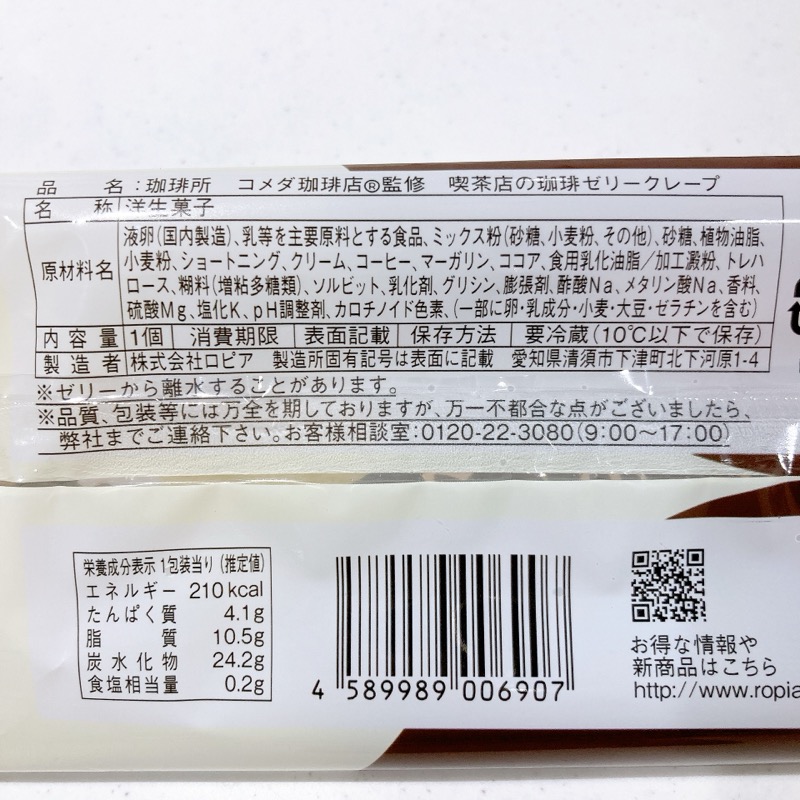 品　名：珈琲所　コメダ珈琲店®監修　喫茶店の珈琲ゼリークレープ
名　称 洋生菓子
原材料名 液卵(国内製造)、乳等を主要原料とする食品、ミックス粉(砂糖、小麦粉、その他)、砂糖、植物油脂、
小麦粉、ショートニング、クリーム、コーヒー、マーガリン、ココア、食用乳化油脂／加工澱粉、トレハ
ロース、糊料(増粘多糖類)、ソルビット、乳化剤、グリシン、膨張剤、酢酸Na、メタリン酸Na、香料、
硫酸Mg、塩化K、pH調整剤、カロチノイド色素、(一部に卵・乳成分・小麦・大豆・ゼラチンを含む)
内容量 1個 消費期限 表面記載 保存方法 要冷蔵(10℃以下で保存)
製造者 株式会社ロピア　製造所固有記号は表面に記載　愛知県清須市下津町北下河原1-4
※ゼリーから離水することがあります。
※品質、包装等には万全を期しておりますが、万一不都合な点がございましたら、
弊社までご連絡下さい。お客様相談室：0120-22-3080(9:00〜17:00)
栄養成分表示 1包装当り (推定値)
エネルギー 210kcal
たんぱく質 4.1g
脂質 10.5g
炭水化物 24.2g
食塩相当量 0.2g
4 589989 006907
お得な情報や
新商品はこちら
http://www.ropia